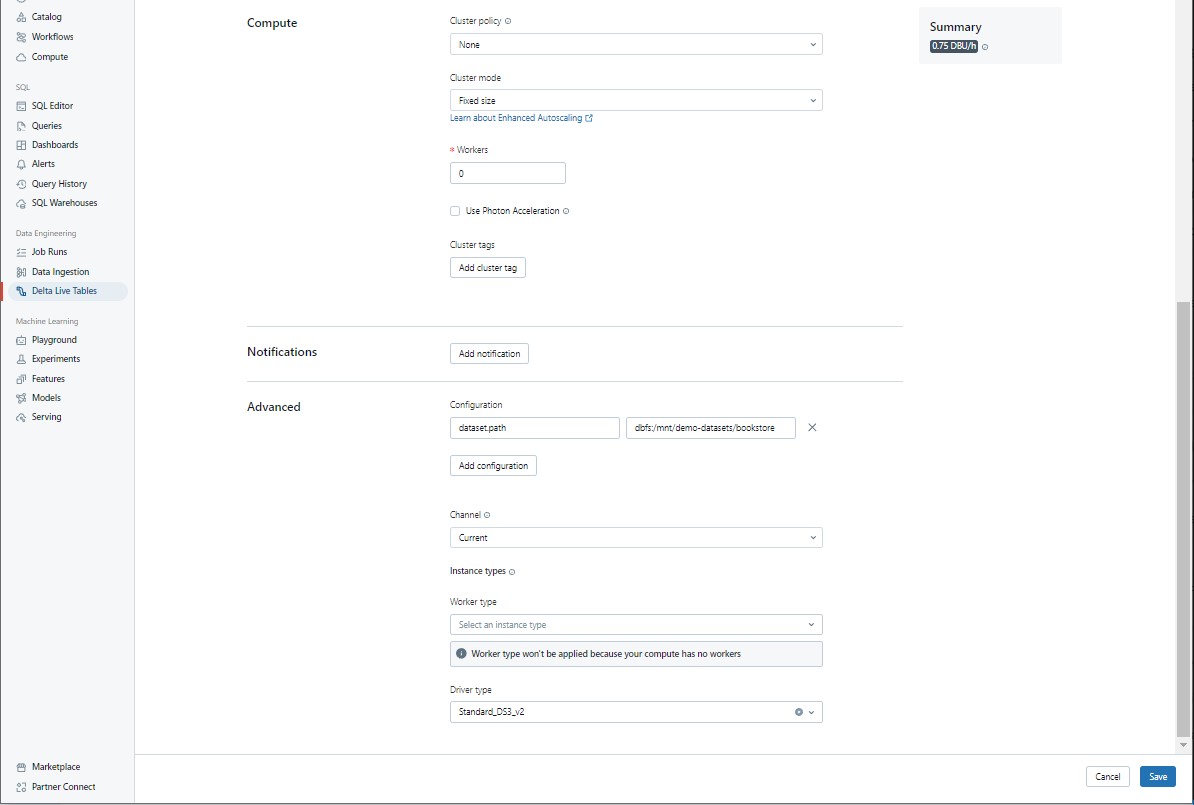 Catalog
Workflows
Compute
SQL
SQL Editor
Queries
Dashboards
Alerts
Query History
SQL Warehouses
Data Engineering
Job Runs
Data Ingestion
Delta Live Tables
Machine Learning
Playground
Experiments
Features
Models
Serving
Marketplace
Partner Connect
Compute
Cluster policy
None
Cluster mode
Fixed size
Learn about Enhanced Autoscaling
* Workers
0
Use Photon Acceleration
Cluster tags
Add cluster tag
Notifications
Add notification
Advanced
Configuration
dataset.path dbfs:/mnt/demo-datasets/bookstore
Add configuration
Channel
Current
Instance types
Worker type
Select an instance type
Worker type won't be applied because your compute has no workers
Driver type
Standard_DS3_v2
Summary
0.75 DBU/h
Cancel Save